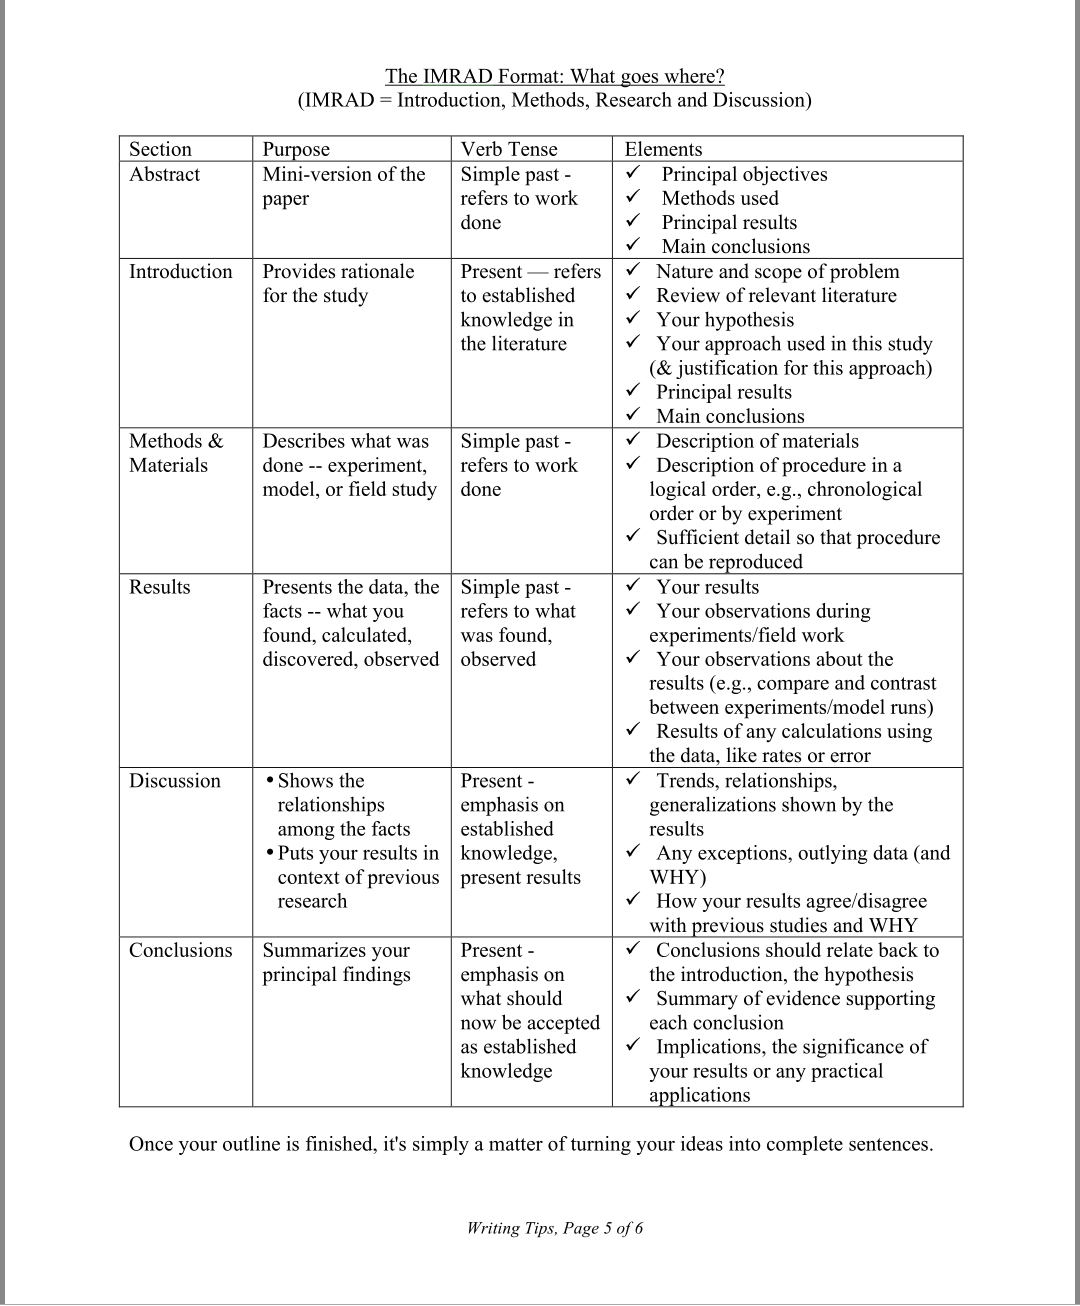 The IMRAD Format: What goes where?
(IMRAD = Introduction, Methods, Research and Discussion)
Section
Purpose
Verb Tense
Elements
Abstract
Mini-version of the
paper
Simple past -
refers to work
done
✓ Principal objectives
✓ Methods used
✓ Principal results
✓ Main conclusions
Introduction
Provides rationale
for the study
Present — refers
to established
knowledge in
the literature
✓ Nature and scope of problem
✓ Review of relevant literature
✓ Your hypothesis
✓ Your approach used in this study
(& justification for this approach)
✓ Principal results
✓ Main conclusions
Methods &
Materials
Describes what was
done -- experiment,
model, or field study
Simple past -
refers to work
done
✓ Description of materials
✓ Description of procedure in a
logical order, e.g., chronological
order or by experiment
✓ Sufficient detail so that procedure
can be reproduced
Results
Presents the data, the
facts -- what you
found, calculated,
discovered, observed
Simple past -
refers to what
was found,
observed
✓ Your results
✓ Your observations during
experiments/field work
✓ Your observations about the
results (e.g., compare and contrast
between experiments/model runs)
✓ Results of any calculations using
the data, like rates or error
Discussion
• Shows the
relationships
among the facts
• Puts your results in
context of previous
research
Present -
emphasis on
established
knowledge,
present results
✓ Trends, relationships,
generalizations shown by the
results
✓ Any exceptions, outlying data (and
WHY)
✓ How your results agree/disagree
with previous studies and WHY
Conclusions
Summarizes your
principal findings
Present -
emphasis on
what should
now be accepted
as established
knowledge
✓ Conclusions should relate back to
the introduction, the hypothesis
✓ Summary of evidence supporting
each conclusion
✓ Implications, the significance of
your results or any practical
applications
Once your outline is finished, it's simply a matter of turning your ideas into complete sentences.
Writing Tips, Page 5 of 6